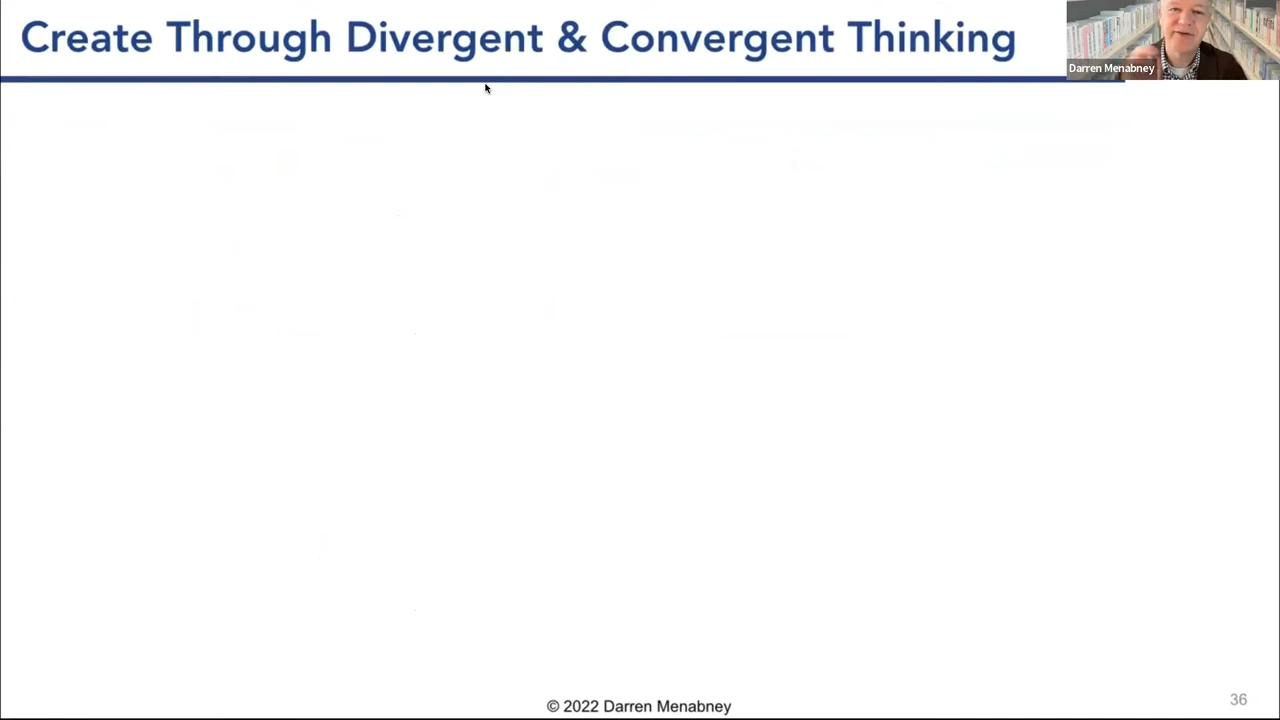 Create Through Divergent & Convergent Thinking
Darren Menabney
© 2022 Darren Menabney
36